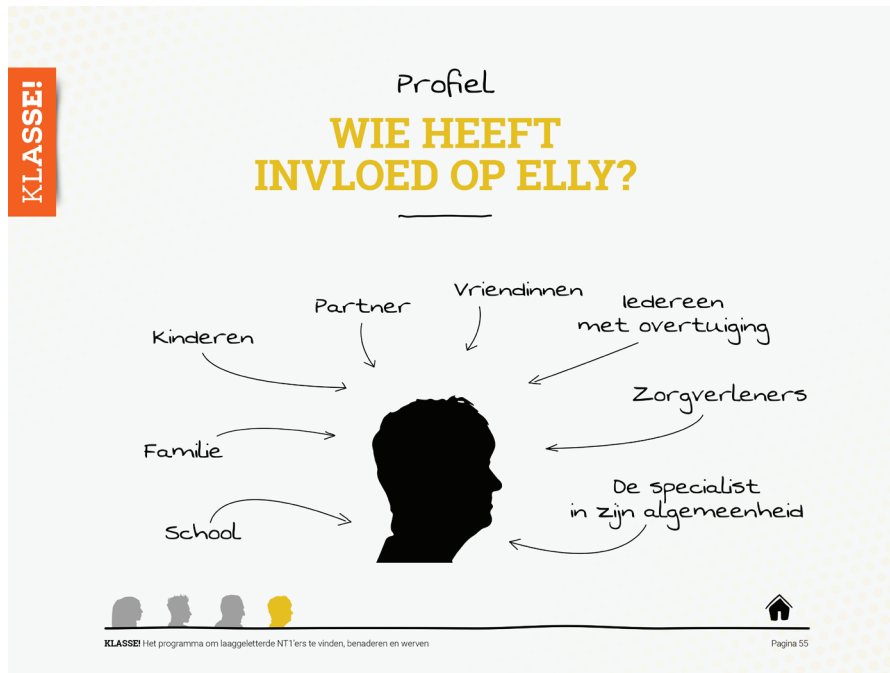 KLASSE!
Profiel
WIE HEEFT
INVLOED OP ELLY?
Vriendinnen
Iedereen
met overtuiging
Partner
Kinderen
Zorgverleners
Familie
De specialist
in zijn algemeenheid
School
KLASSE! Het programma om laaggeletterde NT1'ers te vinden, benaderen en werven
Pagina 55